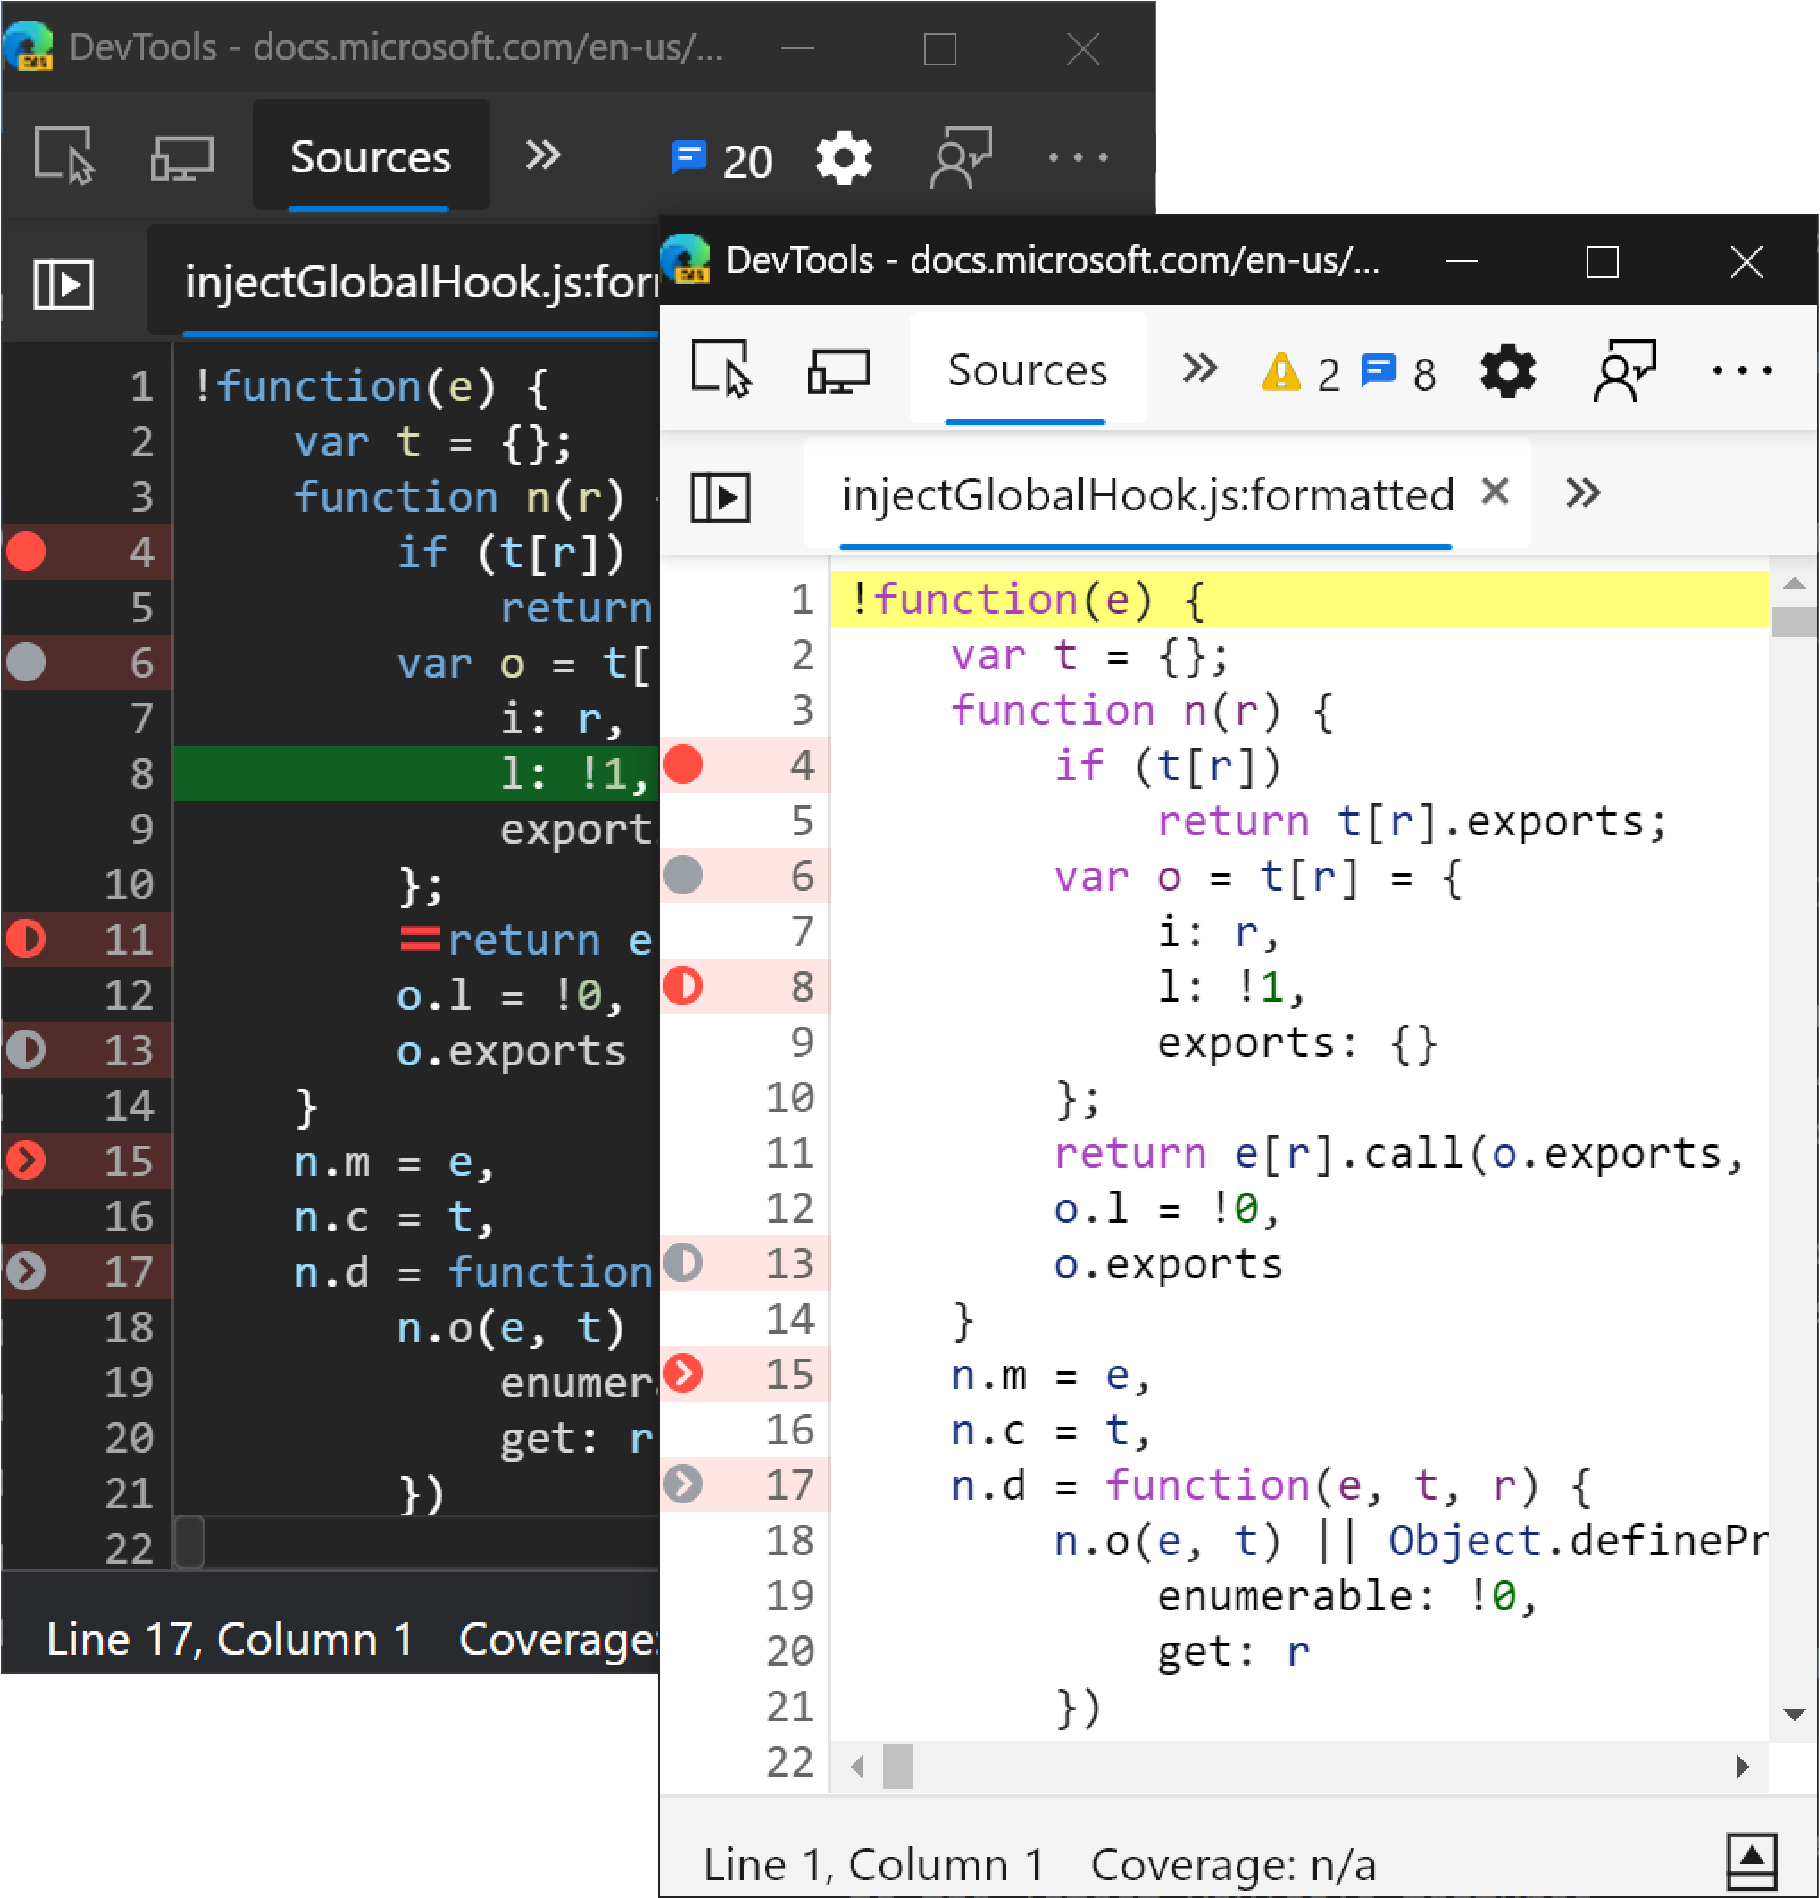 DevTools - docs.microsoft.com/en-us/...
Sources
20
injectGlobalHook.js:for
1 !function(e) {
2 var t = {};
3 function n(r)
4 if (t[r])
5 return
6 var o = t[
7 i: r,
8 l: !1,
9 export
10 };
11 return e
12 o.l = !0,
13 o.exports
14 }
15 n.m = e,
16 n.c = t,
17 n.d = function
18 n.o(e, t)
19 enumer
20 get: r
21 })
22
Line 17, Column 1 Coverage:
DevTools - docs.microsoft.com/en-us/...
Sources
2 8
injectGlobalHook.js:formatted
1 !function(e) {
2 var t = {};
3 function n(r) {
4 if (t[r])
5 return t[r].exports;
6 var o = t[r] = {
7 i: r,
8 l: !1,
9 exports: {}
10 };
11 return e[r].call(o.exports,
12 o.l = !0,
13 o.exports
14 }
15 n.m = e,
16 n.c = t,
17 n.d = function(e, t, r) {
18 n.o(e, t) || Object.definePr
19 enumerable: !0,
20 get: r
21 })
22
Line 1, Column 1 Coverage: n/a